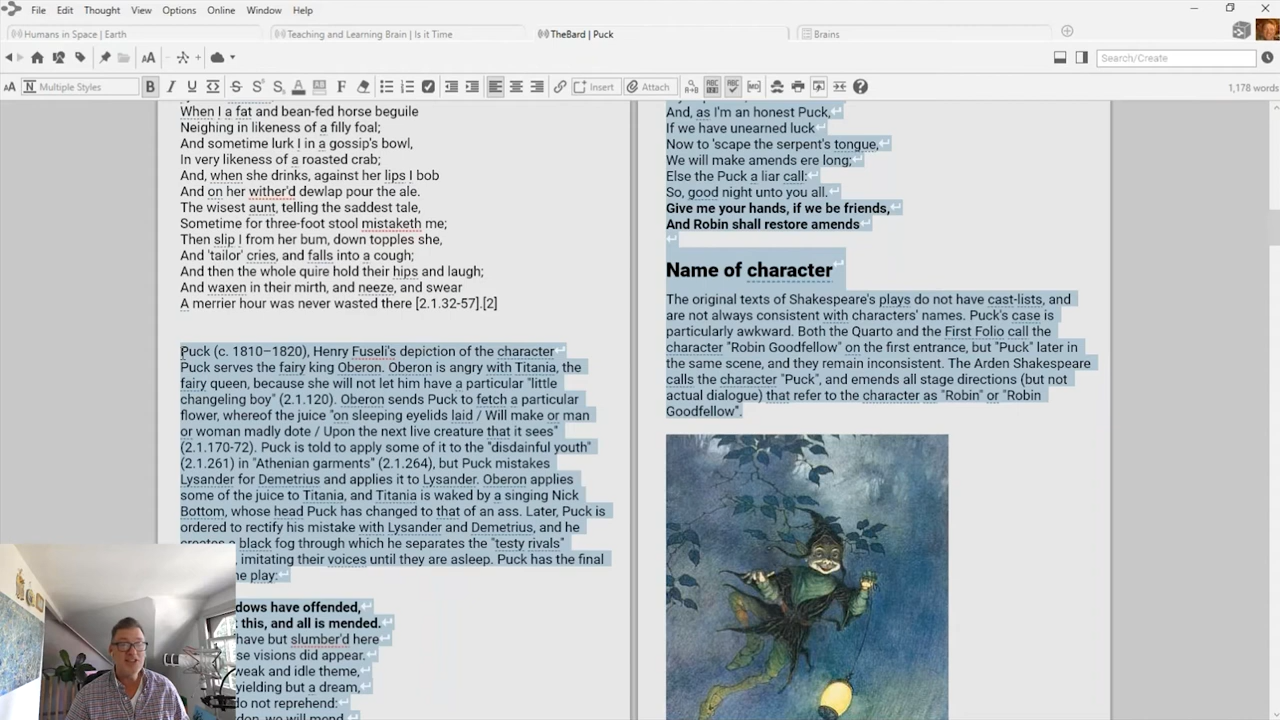 File Edit Thought View Options Online Window Help
Humans in Space | Earth
Teaching and Learning Brain | Is it Time
TheBard | Puck
Brains
Search/Create
Multiple Styles
Insert
Attach
1,178 words
When I a fat and bean-fed horse beguile
Neighing in likeness of a filly foal;
And sometime lurk I in a gossip's bowl,
In very likeness of a roasted crab;
And, when she drinks, against her lips I bob
And on her wither'd dewlap pour the ale.
The wisest aunt, telling the saddest tale,
Sometime for three-foot stool mistaketh me;
Then slip I from her bum, down topples she,
And 'tailor' cries, and falls into a cough;
And then the whole quire hold their hips and laugh;
And waxen in their mirth, and neeze, and swear
A merrier hour was never wasted there [2.1.32-57].[2]
Puck (c. 1810–1820), Henry Fuseli's depiction of the character
Puck serves the fairy king Oberon. Oberon is angry with Titania, the
fairy queen, because she will not let him have a particular "little
changeling boy" (2.1.120). Oberon sends Puck to fetch a particular
flower, whereof the juice "on sleeping eyelids laid / Will make or man
or woman madly dote / Upon the next live creature that it sees"
(2.1.170-72). Puck is told to apply some of it to the "disdainful youth"
(2.1.261) in "Athenian garments" (2.1.264), but Puck mistakes
Lysander for Demetrius and applies it to Lysander. Oberon applies
some of the juice to Titania, and Titania is waked by a singing Nick
Bottom, whose head Puck has changed to that of an ass. Later, Puck is
ordered to rectify his mistake with Lysander and Demetrius, and he
creates a black fog through which he separates the "testy rivals"
imitating their voices until they are asleep. Puck has the final
play:
have offended,
this, and all is mended.
have but slumber'd here
visions did appear.
weak and idle theme,
yielding but a dream,
do not reprehend:
we will mend
And, as I'm an honest Puck,
If we have unearned luck
Now to 'scape the serpent's tongue,
We will make amends ere long;
Else the Puck a liar call:
So, good night unto you all.
Give me your hands, if we be friends,
And Robin shall restore amends
Name of character
The original texts of Shakespeare's plays do not have cast-lists, and
are not always consistent with characters' names. Puck's case is
particularly awkward. Both the Quarto and the First Folio call the
character "Robin Goodfellow" on the first entrance, but "Puck" later in
the same scene, and they remain inconsistent. The Arden Shakespeare
calls the character "Puck", and emends all stage directions (but not
actual dialogue) that refer to the character as "Robin" or "Robin
Goodfellow".